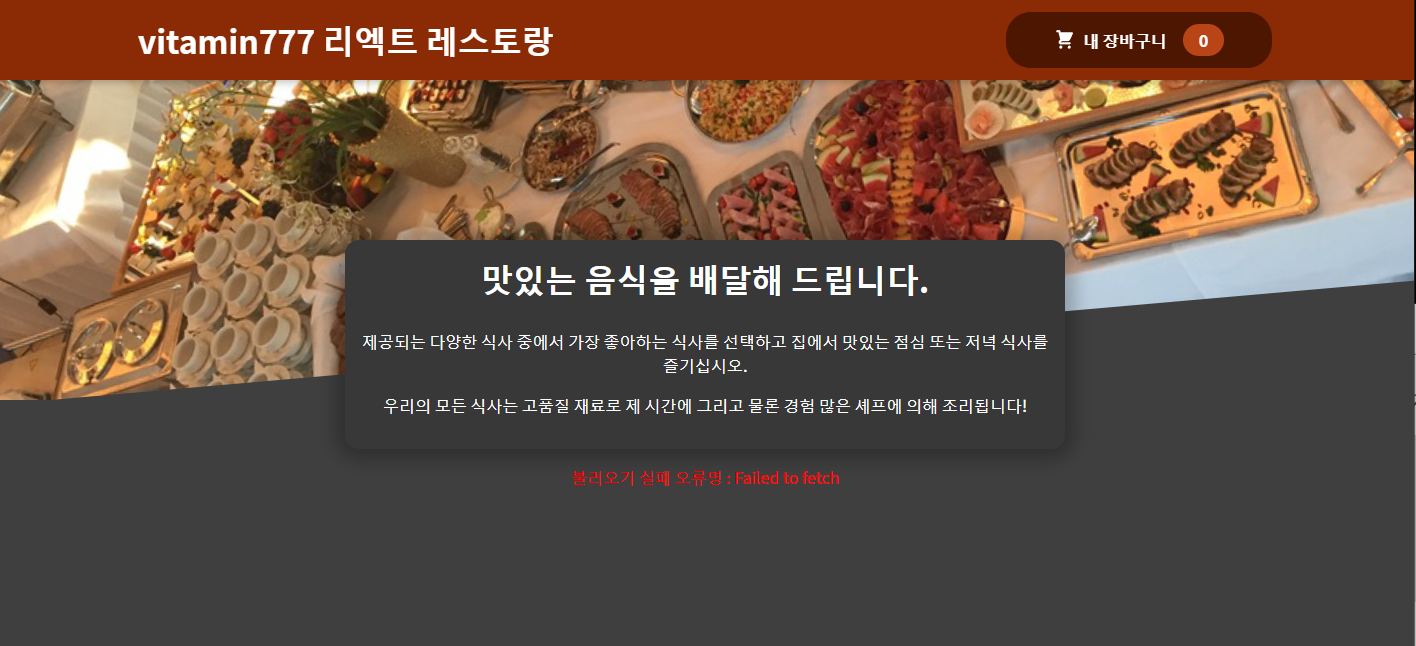 vitamin777 리엑트 레스토랑
내 장바구니 0
맛있는 음식을 배달해 드립니다.
제공되는 다양한 식사 중에서 가장 좋아하는 식사를 선택하고 집에서 맛있는 점심 또는 저녁 식사를
즐기십시오.
우리의 모든 식사는 고품질 재료로 제 시간에 그리고 물론 경험 많은 셰프에 의해 조리됩니다!
불러오기 실패 오류명 : Failed to fetch